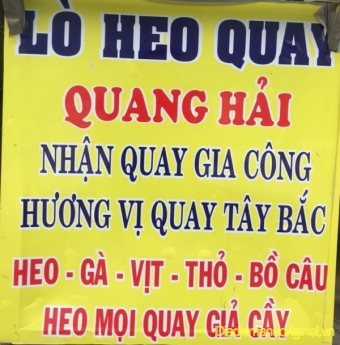 LÒ HEO QUAY
QUANG HẢI
NHẬN QUAY GIA CÔNG
HƯƠNG VỊ QUAY TÂY BẮC
HEO - GÀ - VỊT - THỎ - BỒ CÂU
HEO MỌI QUAY GIẢ CẦY